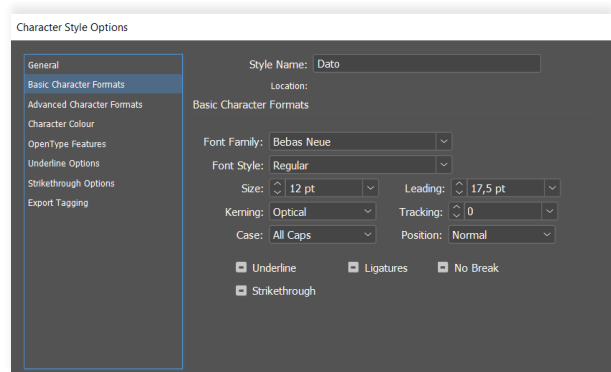 Character Style Options
General
Basic Character Formats
Advanced Character Formats
Character Colour
OpenType Features
Underline Options
Strikethrough Options
Export Tagging
Style Name: Dato
Location:
Basic Character Formats
Font Family: Bebas Neue
Font Style: Regular
Size: 12 pt Leading: 17,5 pt
Kerning: Optical Tracking: 0
Case: All Caps Position: Normal
Underline Ligatures No Break
Strikethrough